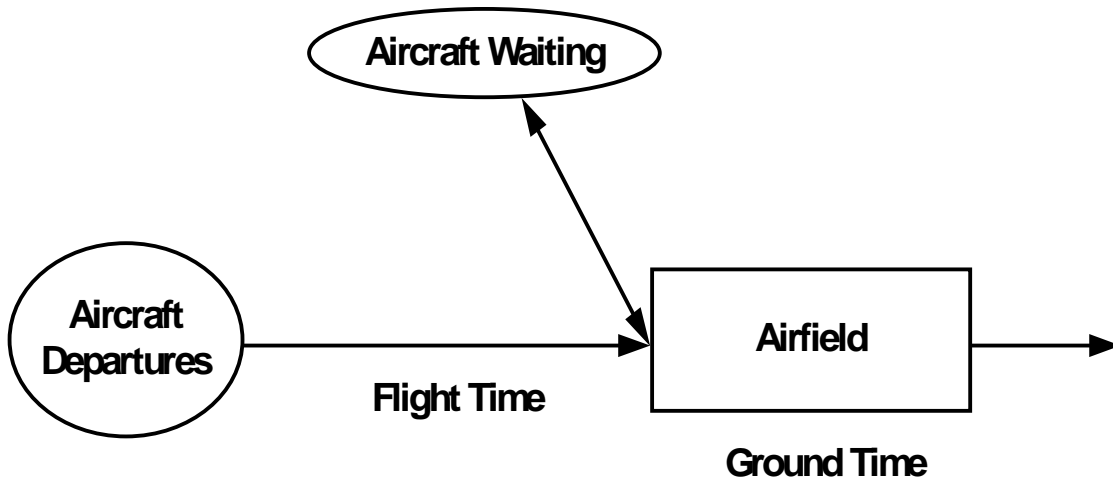 Aircraft Waiting
Aircraft
Departures
Flight Time
Airfield
Ground Time